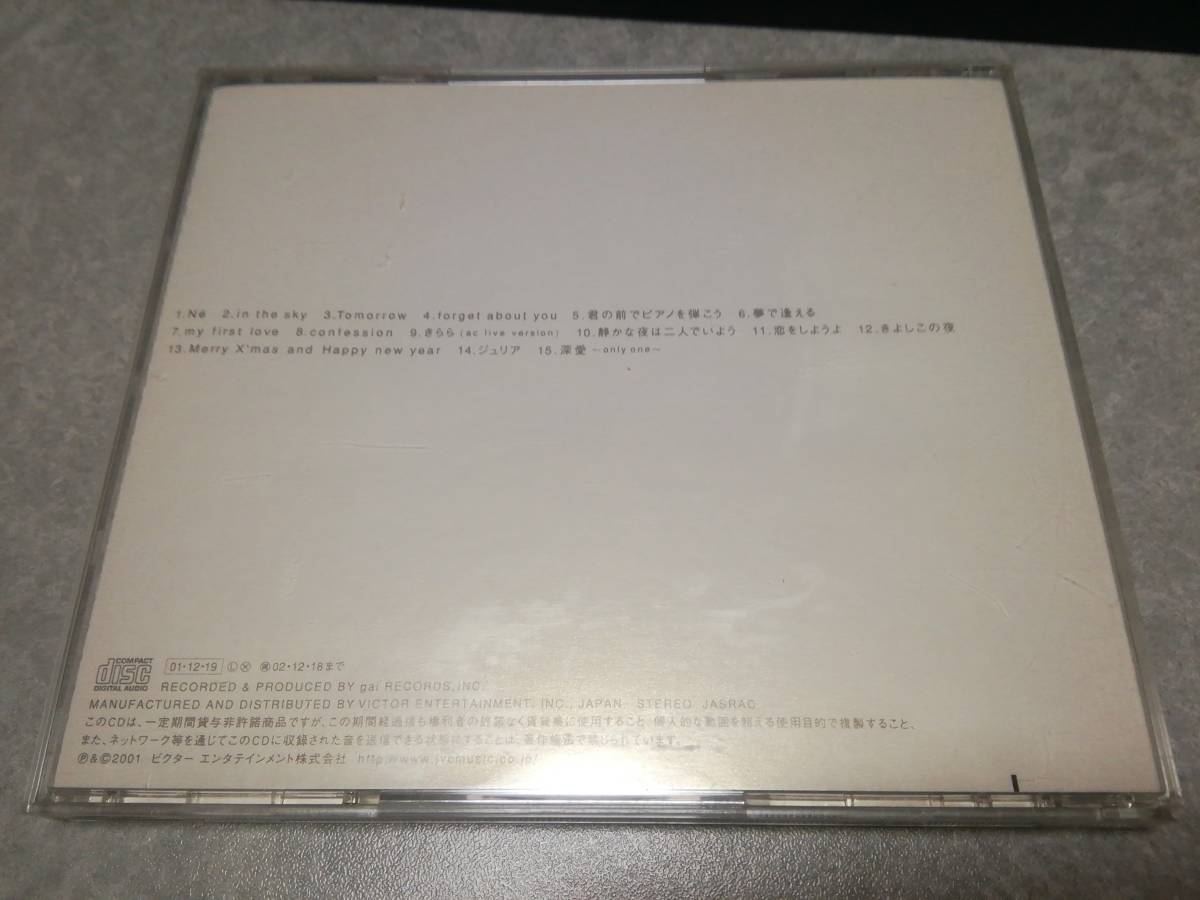 1.Né 2.in the sky 3.Tomorrow 4.forget about you 5.君の前でピアノを弾こう 6.夢で逢える
7.my first love 8.confession 9.きらら(ac live version) 10.静かな夜は二人でいよう 11.恋をしようよ 12.きよしこの夜
13.Merry X'mas and Happy new year 14.ジュリア 15.深愛 ～only one～
COMPACT
disc
DIGITAL AUDIO
01・12・19 Ⓛ Ⓧ 02・12・18まで
RECORDED & PRODUCED BY gai RECORDS,INC.
MANUFACTURED AND DISTRIBUTED BY VICTOR ENTERTAINMENT, INC., JAPAN STEREO JASRAC
このCDは、一定期間貸与非許諾商品ですが、この期間経過後も権利者の許諾なく賃貸業に使用すること、個人的な範囲を超える使用目的で複製すること、
また、ネットワーク等を通じてこのCDに収録された音を送信できる状態にすることは、著作権法で禁じられています。
Ⓟ&Ⓒ2001 ビクター エンタテインメント株式会社 http://www.jvcmusic.co.jp/